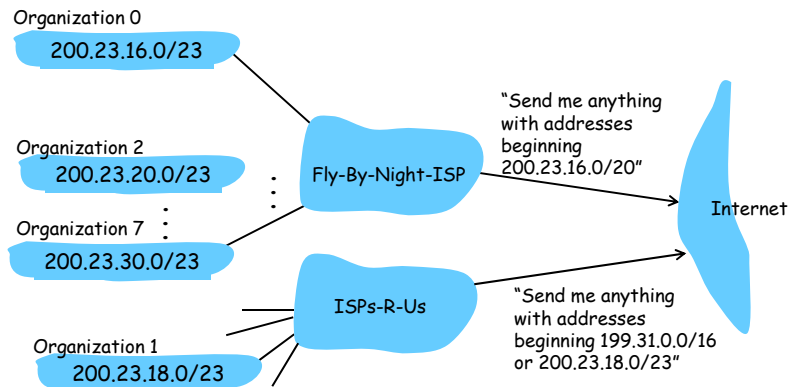 Organization 0
200.23.16.0/23
Organization 2
200.23.20.0/23
Organization 7
200.23.30.0/23
Fly-By-Night-ISP
“Send me anything
with addresses
beginning
200.23.16.0/20”
Internet
ISPs-R-Us
“Send me anything
with addresses
beginning 199.31.0.0/16
or 200.23.18.0/23”
Organization 1
200.23.18.0/23